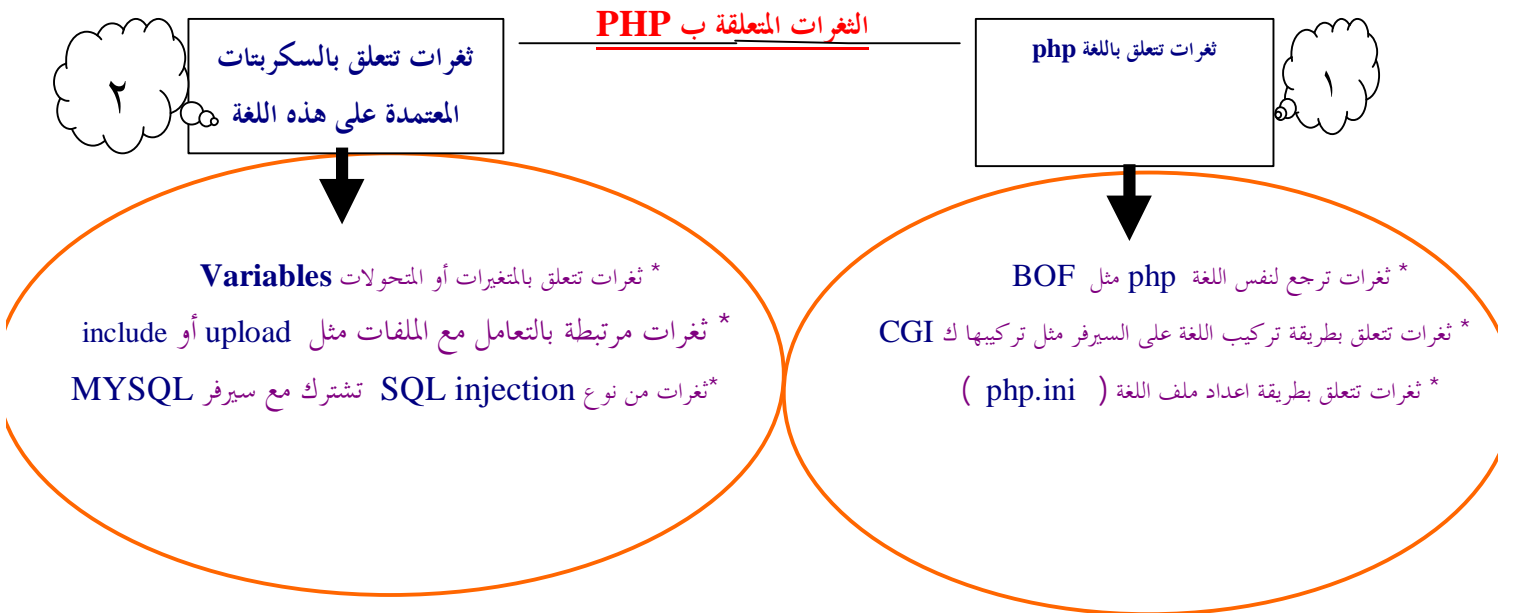 الثغرات المتعلقة ب PHP
ثغرات تتعلق باللغة php
١
* ثغرات ترجع لنفس اللغة php مثل BOF
* ثغرات تتعلق بطريقة تركيب اللغة على السيرفر مثل تركيبها ك CGI
* ثغرات تتعلق بطريقة اعداد ملف اللغة ( php.ini )
ثغرات تتعلق بالسكربتات
المعتمدة على هذه اللغة
٢
* ثغرات تتعلق بالمتغيرات أو المتحولات Variables
* ثغرات مرتبطة بالتعامل مع الملفات مثل upload أو include
*ثغرات من نوع SQL injection تشترك مع سيرفر MYSQL